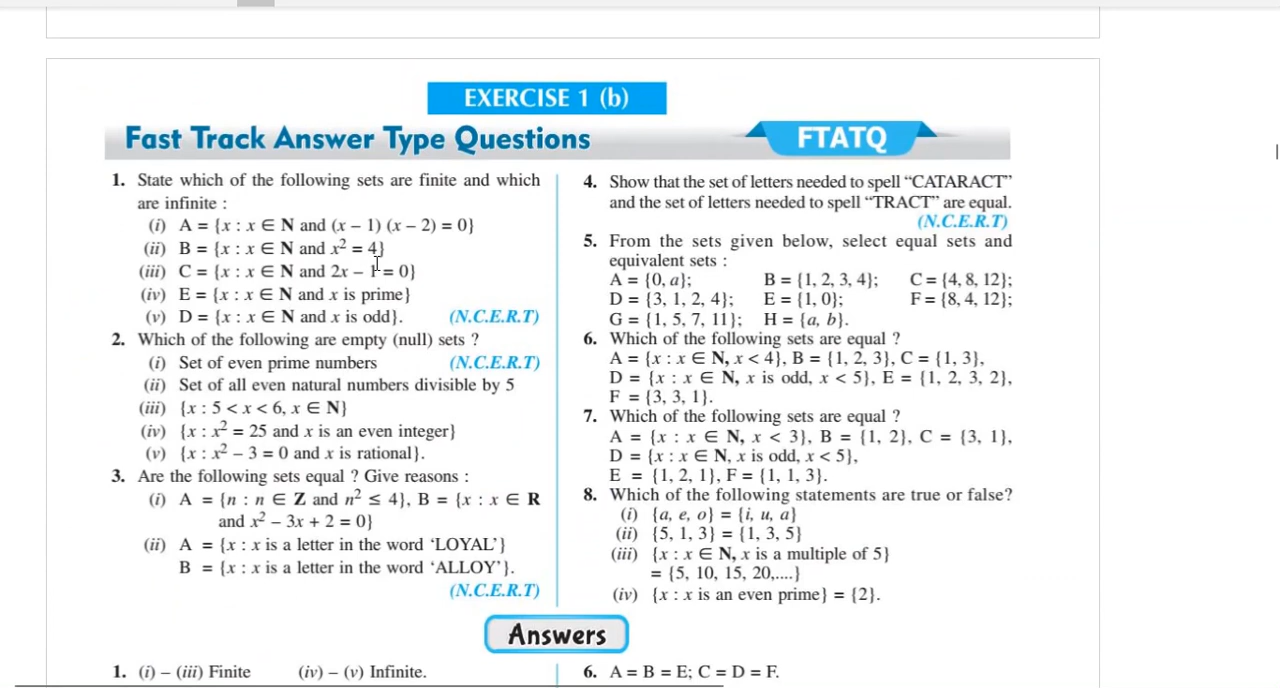 EXERCISE 1 (b)
Fast Track Answer Type Questions
FTATQ
1. State which of the following sets are finite and which
are infinite :
(i) A = {x : x ∈ N and (x – 1) (x – 2) = 0}
(ii) B = {x : x ∈ N and x² = 4}
(iii) C = {x : x ∈ N and 2x – 1 = 0}
(iv) E = {x : x ∈ N and x is prime}
(v) D = {x : x ∈ N and x is odd}. (N.C.E.R.T)
2. Which of the following are empty (null) sets ?
(i) Set of even prime numbers (N.C.E.R.T)
(ii) Set of all even natural numbers divisible by 5
(iii) {x : 5 < x < 6, x ∈ N}
(iv) {x : x² = 25 and x is an even integer}
(v) {x : x² – 3 = 0 and x is rational}.
3. Are the following sets equal ? Give reasons :
(i) A = {n : n ∈ Z and n² ≤ 4}, B = {x : x ∈ R
and x² – 3x + 2 = 0}
(ii) A = {x : x is a letter in the word ‘LOYAL’}
B = {x : x is a letter in the word ‘ALLOY’}.
(N.C.E.R.T)
4. Show that the set of letters needed to spell “CATARACT”
and the set of letters needed to spell “TRACT” are equal.
(N.C.E.R.T)
5. From the sets given below, select equal sets and
equivalent sets :
A = {0, a}; B = {1, 2, 3, 4}; C = {4, 8, 12};
D = {3, 1, 2, 4}; E = {1, 0}; F = {8, 4, 12};
G = {1, 5, 7, 11}; H = {a, b}.
6. Which of the following sets are equal ?
A = {x : x ∈ N, x < 4}, B = {1, 2, 3}, C = {1, 3},
D = {x : x ∈ N, x is odd, x < 5}, E = {1, 2, 3, 2},
F = {3, 3, 1}.
7. Which of the following sets are equal ?
A = {x : x ∈ N, x < 3}, B = {1, 2}, C = {3, 1},
D = {x : x ∈ N, x is odd, x < 5},
E = {1, 2, 1}, F = {1, 1, 3}.
8. Which of the following statements are true or false?
(i) {a, e, o} = {i, u, a}
(ii) {5, 1, 3} = {1, 3, 5}
(iii) {x : x ∈ N, x is a multiple of 5}
= {5, 10, 15, 20,....}
(iv) {x : x is an even prime} = {2}.
Answers
1. (i) – (iii) Finite (iv) – (v) Infinite.
6. A = B = E; C = D = F.